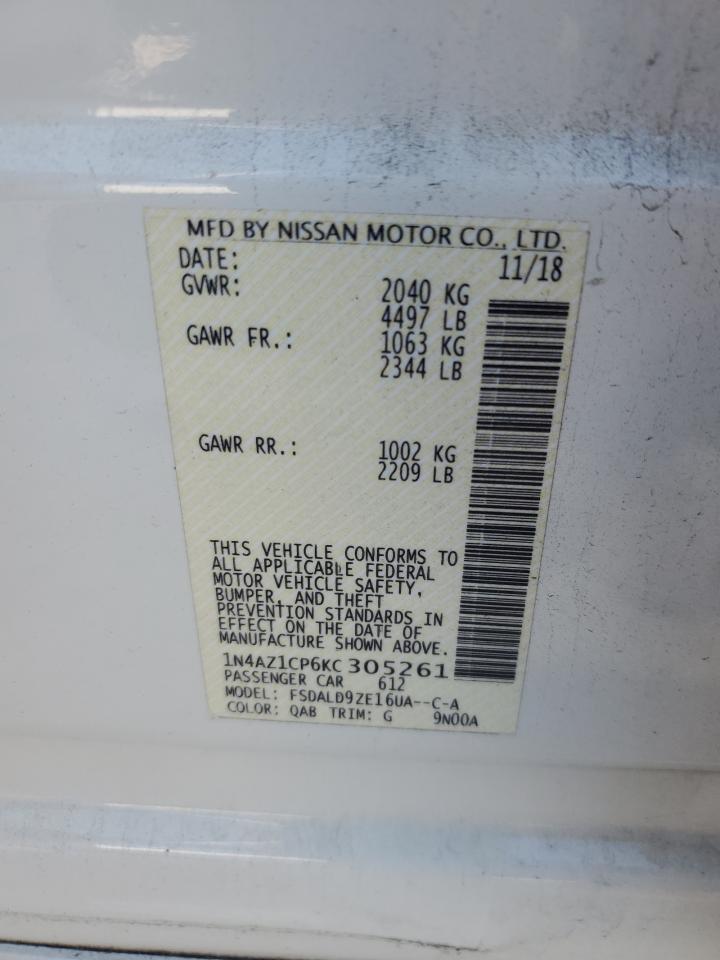 MFD BY NISSAN MOTOR CO., LTD.
DATE: 11/18
GVWR: 2040 KG
4497 LB
GAWR FR.: 1063 KG
2344 LB
GAWR RR.: 1002 KG
2209 LB
THIS VEHICLE CONFORMS TO
ALL APPLICABLE FEDERAL
MOTOR VEHICLE SAFETY,
BUMPER, AND THEFT
PREVENTION STANDARDS IN
EFFECT ON THE DATE OF
MANUFACTURE SHOWN ABOVE.
1N4AZ1CP6KC305261
PASSENGER CAR 612
MODEL: FSDALD9ZE16UA--C-A
COLOR: QAB TRIM: G 9N00A